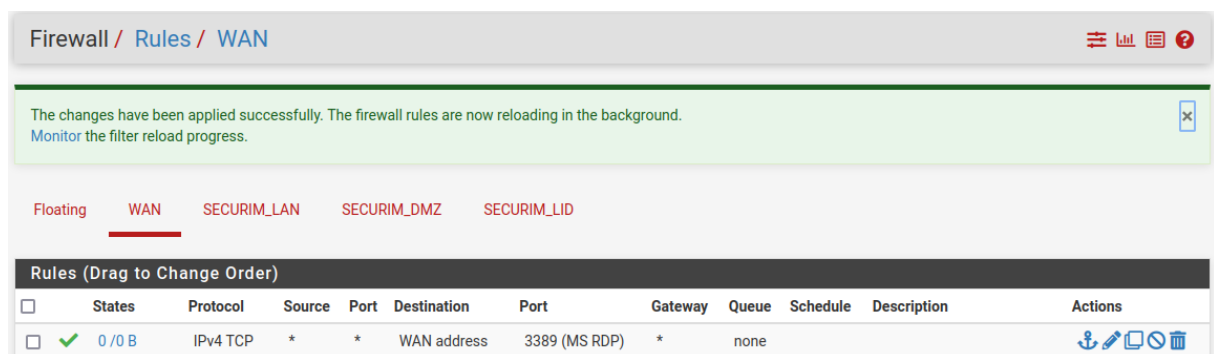 Firewall / Rules / WAN
The changes have been applied successfully. The firewall rules are now reloading in the background.
Monitor the filter reload progress.
Floating WAN SECURIM_LAN SECURIM_DMZ SECURIM_LID
Rules (Drag to Change Order)
States Protocol Source Port Destination Port Gateway Queue Schedule Description Actions
0 /0 B IPv4 TCP * * WAN address 3389 (MS RDP) * none